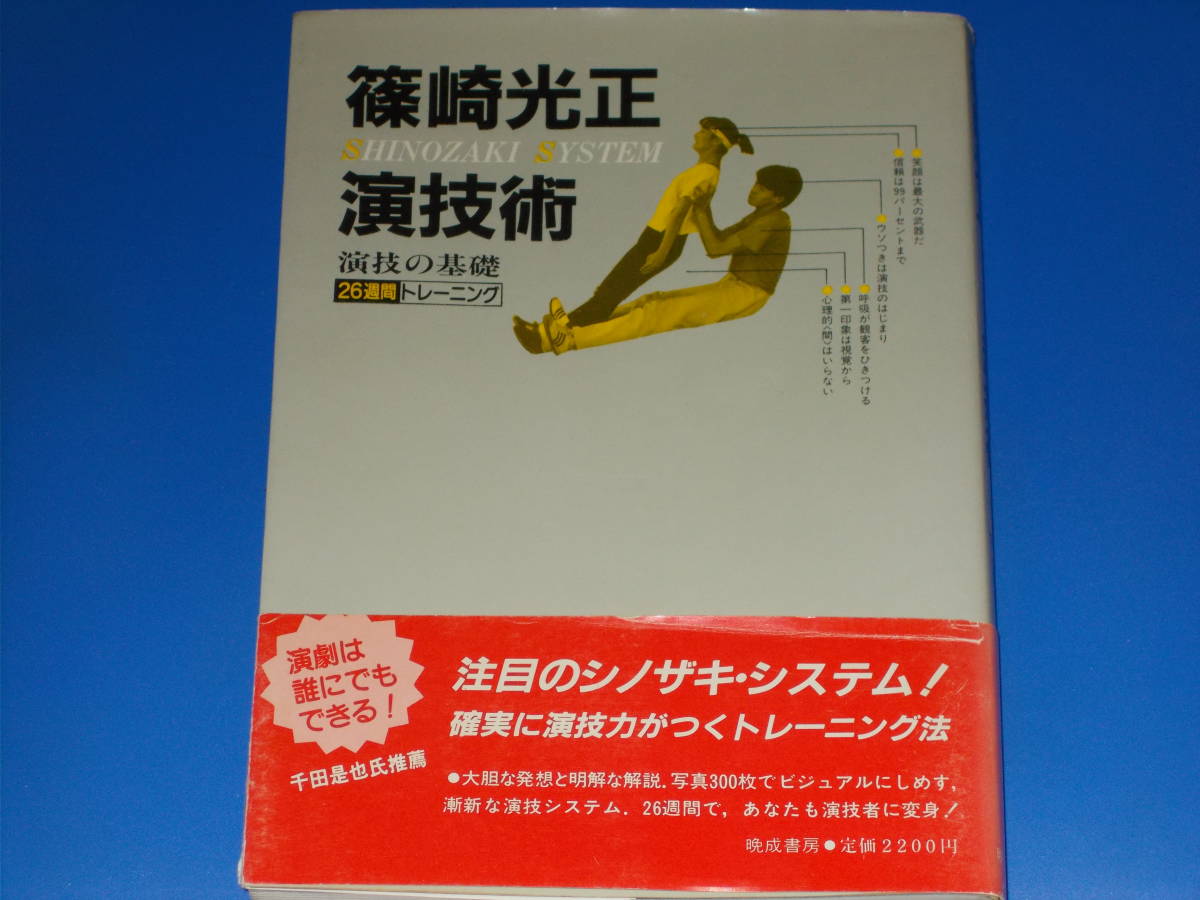 篠崎光正
SHINOZAKI SYSTEM
演技術
演技の基礎
26週間トレーニング
笑顔は最大の武器だ
信頼は99パーセントまで
ウソつきは演技のはじまり
呼吸が観客をひきつける
第一印象は視覚から
心理的〈間〉はいらない
演劇は
誰にでも
できる!
千田是也氏推薦
注目のシノザキ・システム!
確実に演技力がつくトレーニング法
●大胆な発想と明解な解説.写真300枚でビジュアルにしめす,
漸新な演技システム.26週間で,あなたも演技者に変身!
晩成書房●定価2200円